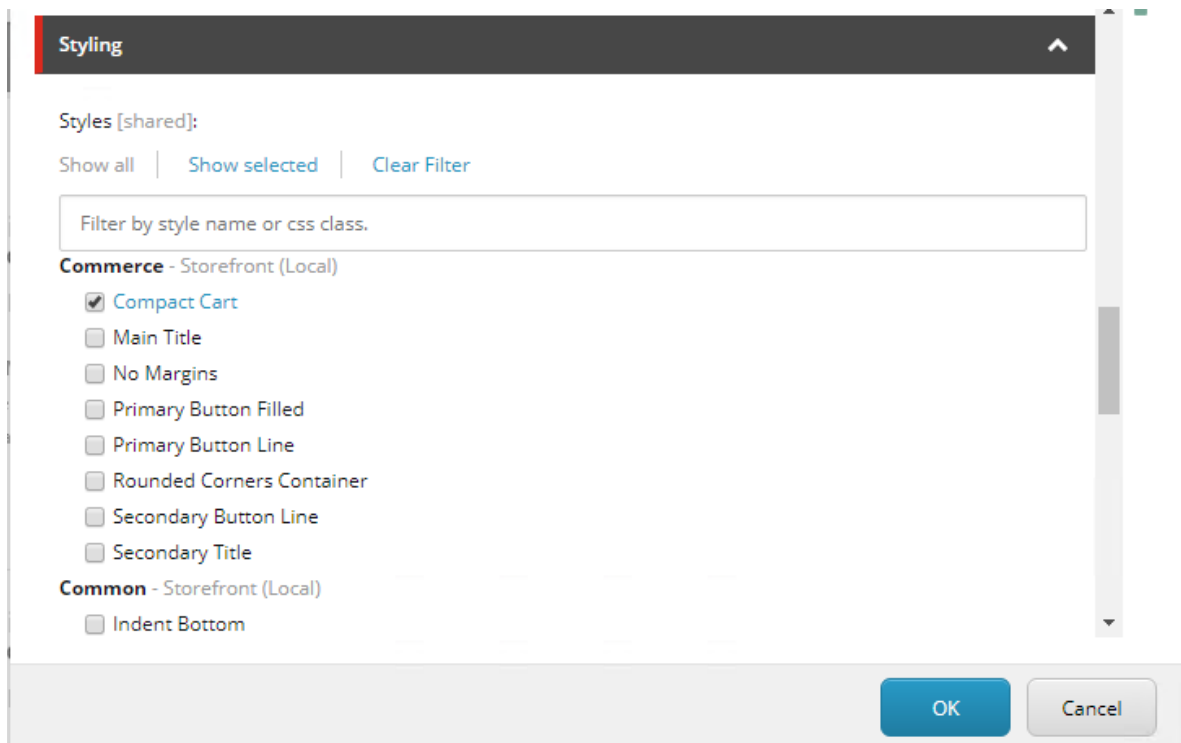 Styling
Styles [shared]:
Show all Show selected Clear Filter
Filter by style name or css class.
Commerce - Storefront (Local)
Compact Cart
Main Title
No Margins
Primary Button Filled
Primary Button Line
Rounded Corners Container
Secondary Button Line
Secondary Title
Common - Storefront (Local)
Indent Bottom
OK Cancel